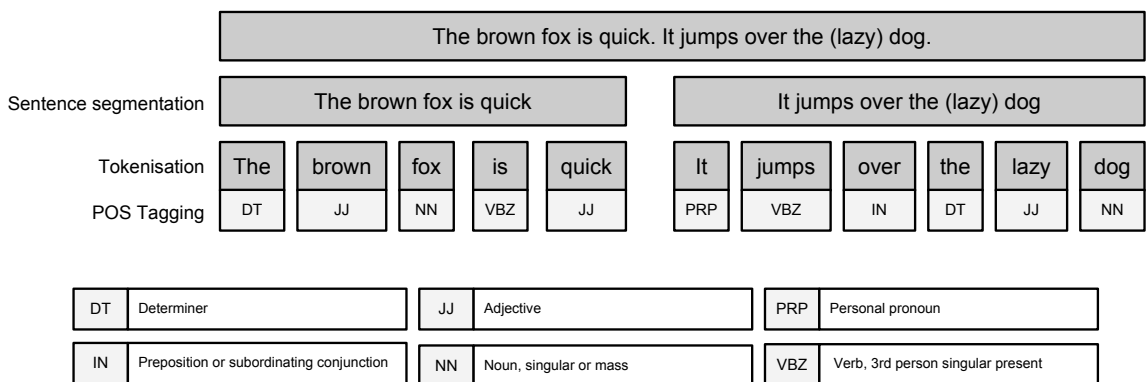 The brown fox is quick. It jumps over the (lazy) dog.
Sentence segmentation The brown fox is quick It jumps over the (lazy) dog
Tokenisation The brown fox is quick It jumps over the lazy dog
POS Tagging DT JJ NN VBZ JJ PRP VBZ IN DT JJ NN
DT Determiner JJ Adjective PRP Personal pronoun
IN Preposition or subordinating conjunction NN Noun, singular or mass VBZ Verb, 3rd person singular present